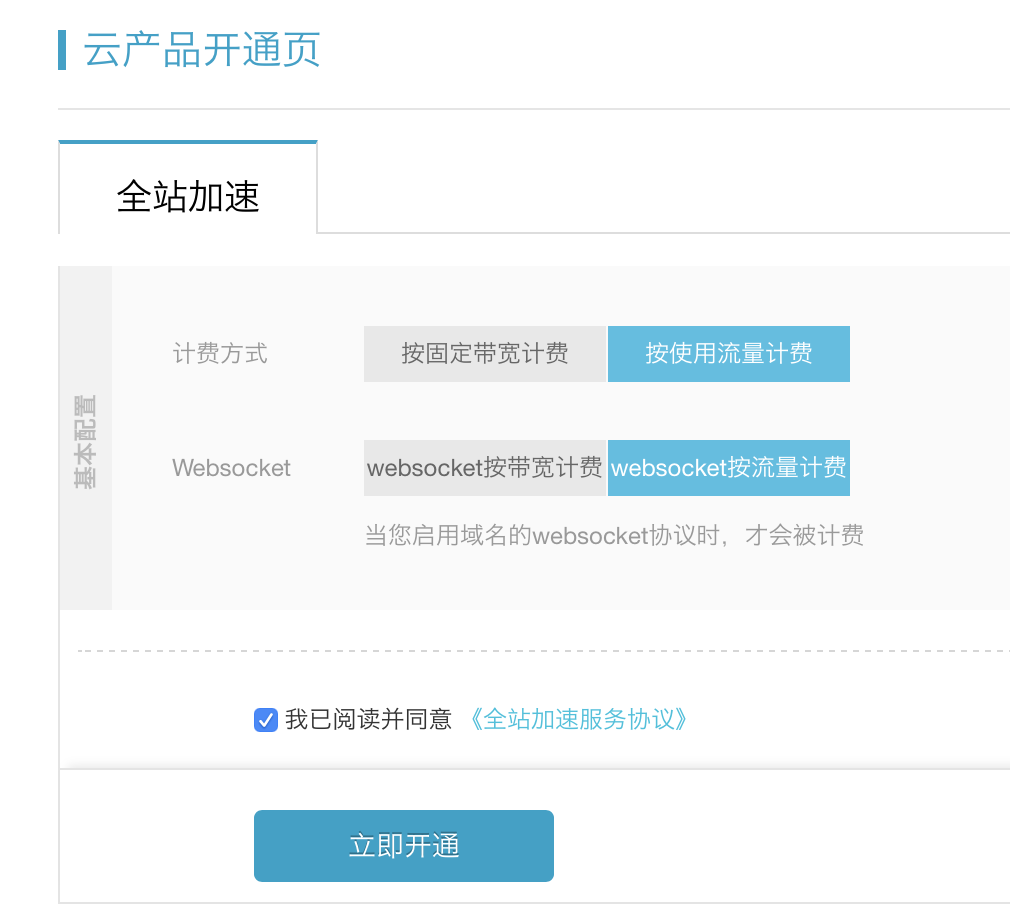 云产品开通页
全站加速
基本配置
计费方式
按固定带宽计费
按使用流量计费
Websocket
websocket按带宽计费
websocket按流量计费
当您启用域名的websocket协议时，才会被计费
我已阅读并同意 《全站加速服务协议》
立即开通